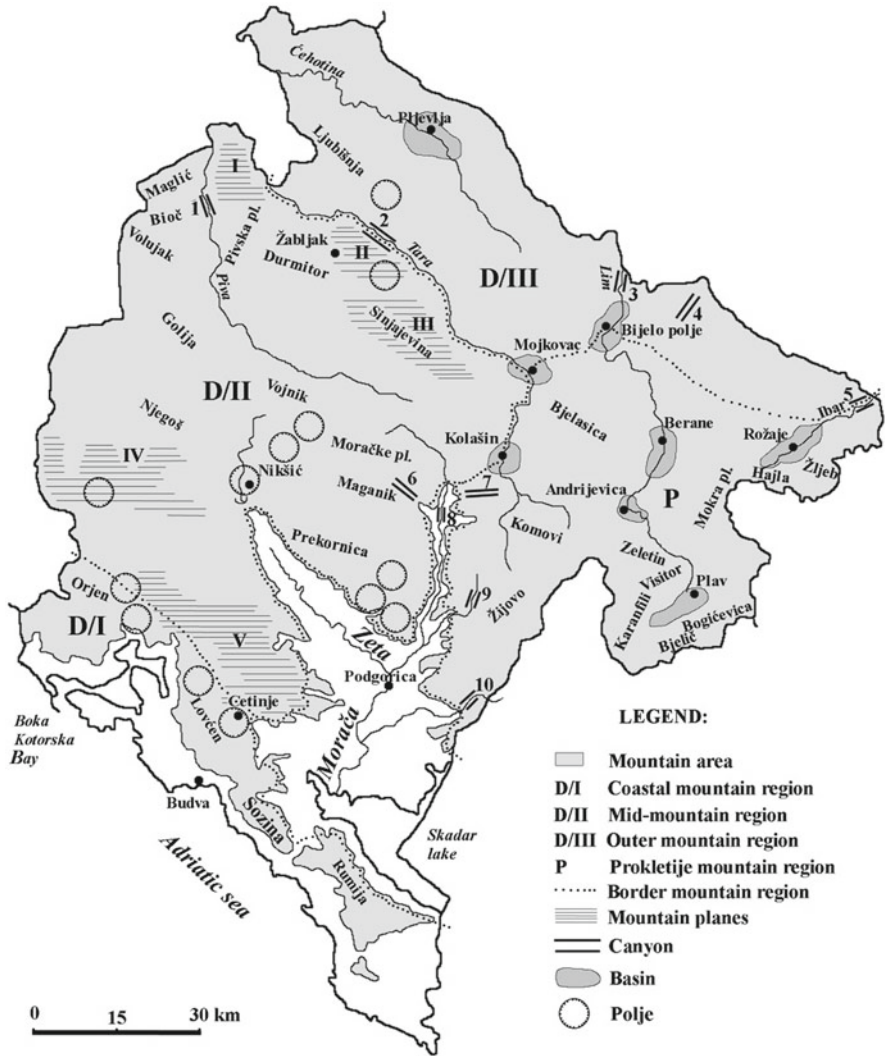 Ćehotina
Pljevlja
Ljubišnja
I
Maglić
Bioč
1
Volujak
Pivska pl.
Piva
2
Žabljak
II
Durmitor
Tara
D/III
Lim
3
4
Sinjajevina
III
Bijelo polje
Mojkovac
Golija
D/II
Vojnik
Njegoš
Bjelasica
Ibar
5
Berane
Rožaje
Žljeb
Hajla
Kolašin
Moračke pl.
IV
Nikšić
Maganik
6
7
8
Andrijevica
P
Mokra pl.
Komovi
Prekornica
Zeletin
Visitor
Plav
Karanfili
Bogićevica
Bjelič
Orjen
D/I
9
Žijovo
V
Zeta
Podgorica
10
Cetinje
Lovćen
Morača
Boka
Kotorska
Bay
Budva
Sozina
Skadar
lake
Adriatic sea
Rumija
LEGEND:
Mountain area
D/I Coastal mountain region
D/II Mid-mountain region
D/III Outer mountain region
P Prokletije mountain region
Border mountain region
Mountain planes
Canyon
Basin
Polje
0 15 30 km